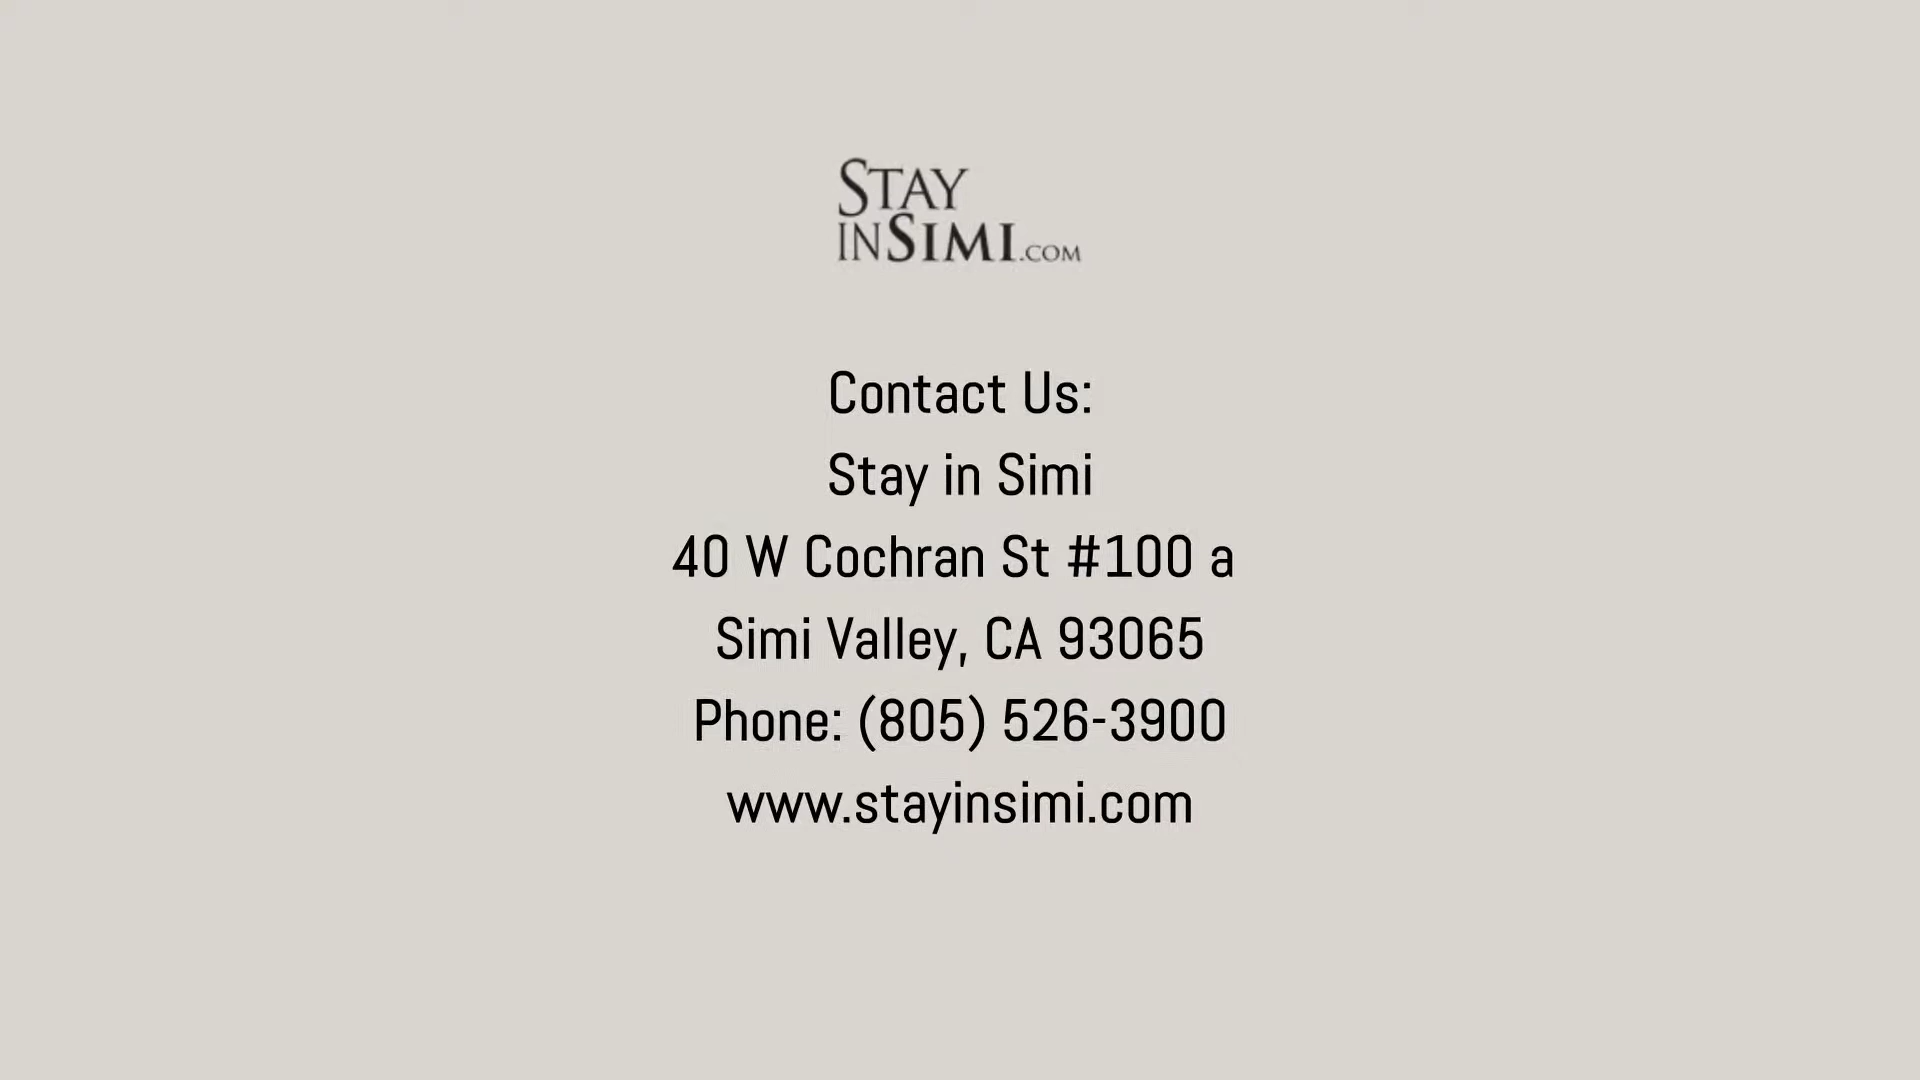 STAY
INSIMI.COM
Contact Us:
Stay in Simi
40 W Cochran St #100 a
Simi Valley, CA 93065
Phone: (805) 526-3900
www.stayinsimi.com